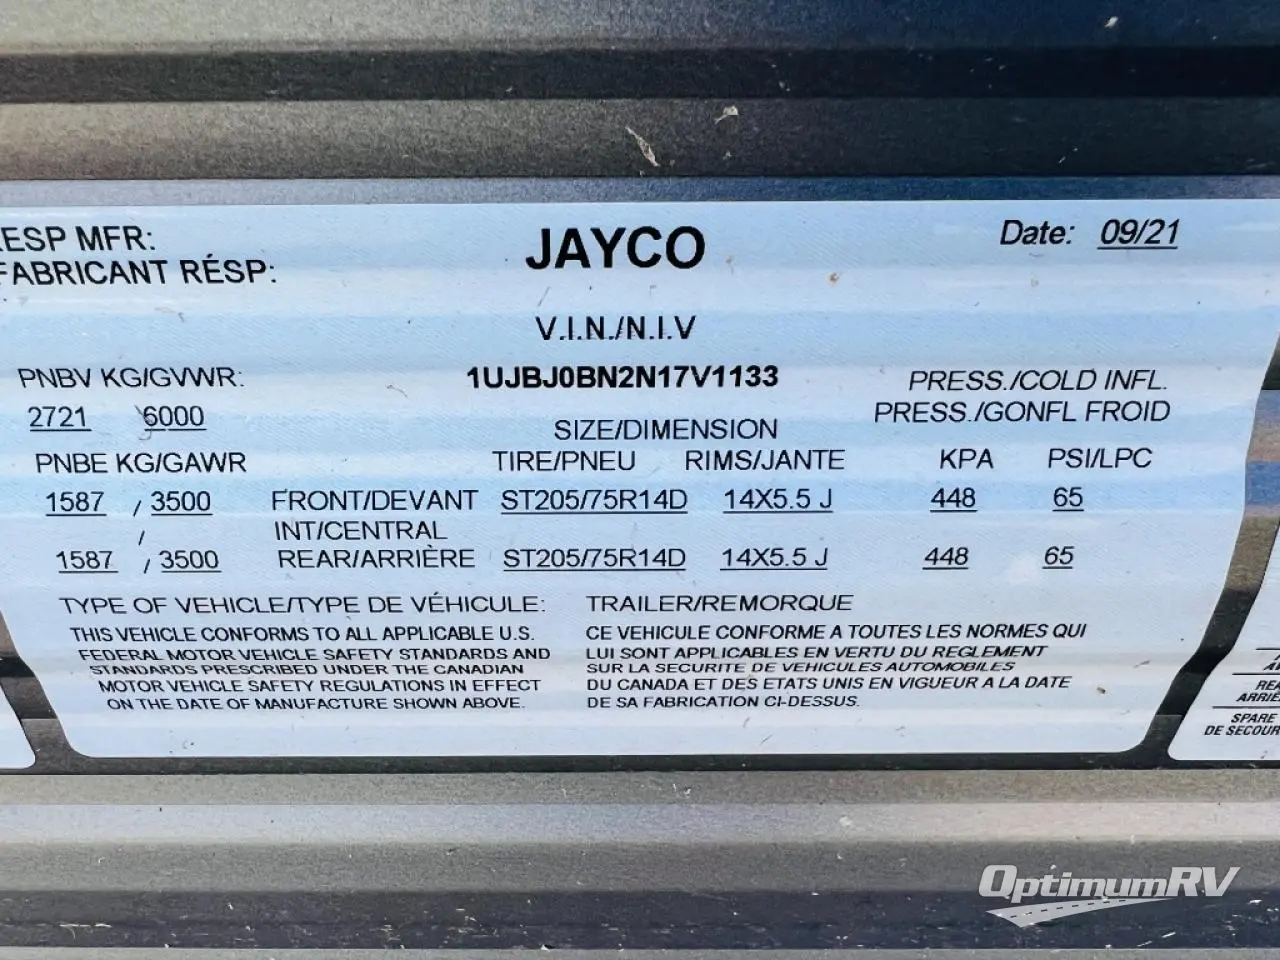 RESP MFR: JAYCO Date: 09/21
FABRICANT RÉSP:
V.I.N./N.I.V
PNBV KG/GVWR: 1UJBJ0BN2N17V1133 PRESS./COLD INFL.
2721 6000 SIZE/DIMENSION PRESS./GONFL FROID
PNBE KG/GAWR TIRE/PNEU RIMS/JANTE KPA PSI/LPC
1587 / 3500 FRONT/DEVANT ST205/75R14D 14X5.5 J 448 65
/ INT/CENTRAL
1587 / 3500 REAR/ARRIÈRE ST205/75R14D 14X5.5 J 448 65
TYPE OF VEHICLE/TYPE DE VÉHICULE: TRAILER/REMORQUE
THIS VEHICLE CONFORMS TO ALL APPLICABLE U.S.
FEDERAL MOTOR VEHICLE SAFETY STANDARDS AND
STANDARDS PRESCRIBED UNDER THE CANADIAN
MOTOR VEHICLE SAFETY REGULATIONS IN EFFECT
ON THE DATE OF MANUFACTURE SHOWN ABOVE.
CE VEHICULE CONFORME A TOUTES LES NORMES QUI
LUI SONT APPLICABLES EN VERTU DU REGLEMENT
SUR LA SECURITE DE VEHICULES AUTOMOBILES
DU CANADA ET DES ETATS UNIS EN VIGUEUR A LA DATE
DE SA FABRICATION CI-DESSUS.
SPARE
DE SECOUR
OptimumRV